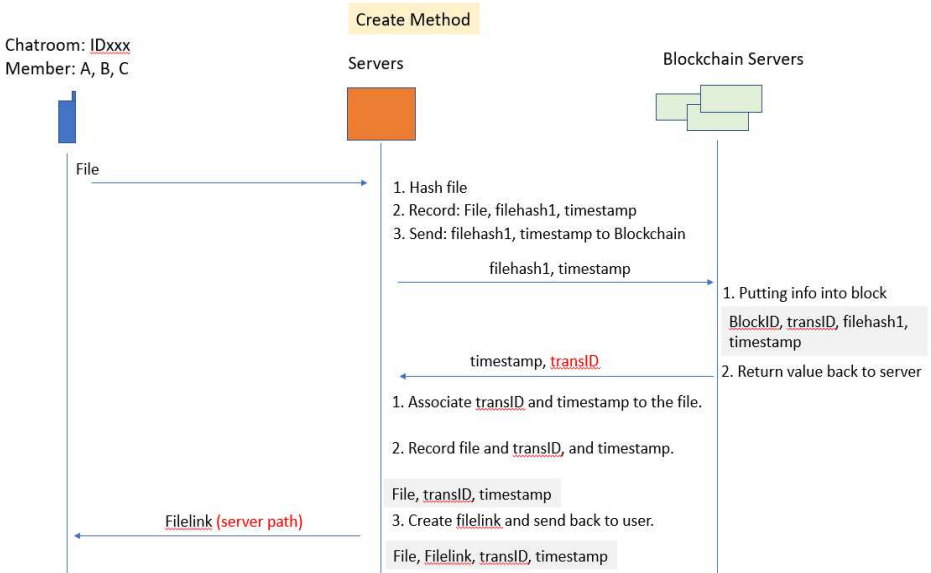 Create Method
Chatroom: IDxxx
Member: A, B, C
Servers
Blockchain Servers
File
1. Hash file
2. Record: File, filehash1, timestamp
3. Send: filehash1, timestamp to Blockchain
filehash1, timestamp
1. Putting info into block
BlockID, transID, filehash1,
timestamp
timestamp, transID
2. Return value back to server
1. Associate transID and timestamp to the file.
2. Record file and transID, and timestamp.
File, transID, timestamp
Filelink (server path)
3. Create filelink and send back to user.
File, Filelink, transID, timestamp